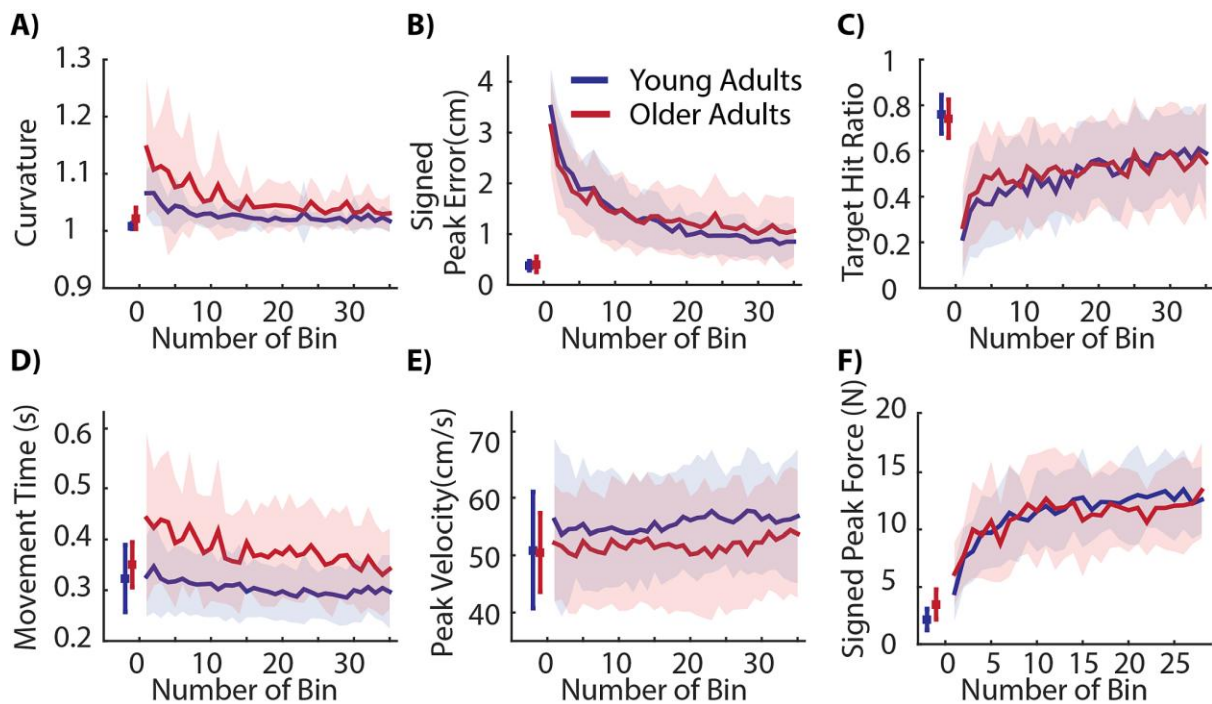 A)
1.3
1.2
1.1
1
0.9
Curvature
0 10 20 30
Number of Bin
B)
4
3
2
1
0
Signed
Peak Error(cm)
Young Adults
Older Adults
0 10 20 30
Number of Bin
C)
1
0.8
0.6
0.4
0.2
0
Target Hit Ratio
0 10 20 30
Number of Bin
D)
0.6
0.5
0.4
0.3
0.2
Movement Time (s)
0 10 20 30
Number of Bin
E)
70
60
50
40
Peak Velocity(cm/s)
0 10 20 30
Number of Bin
F)
20
15
10
5
0
Signed Peak Force (N)
0 5 10 15 20 25
Number of Bin